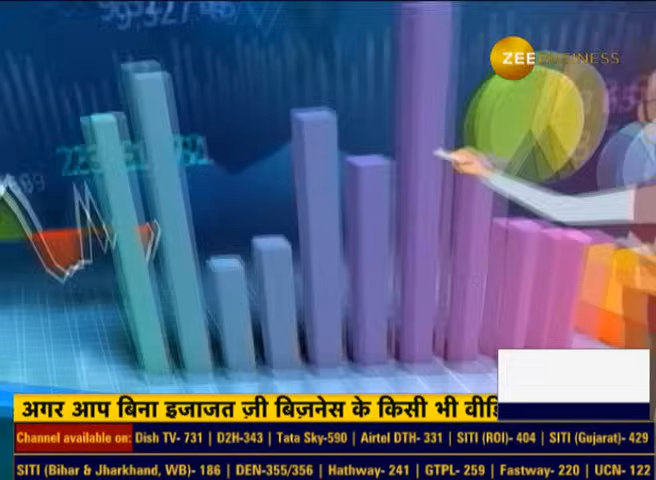 ZEE BUSINESS
अगर आप बिना इजाजत ज़ी बिज़नेस के किसी भी
Channel available on: Dish TV- 731 | D2H-343 | Tata Sky-590 | Airtel DTH- 331 | SITI (ROI)- 404 | SITI (Gujarat)- 429
SITI (Bihar & Jharkhand, WB)- 186 | DEN-355/356 | Hathway- 241 | GTPL- 259 | Fastway- 220 | UCN- 122